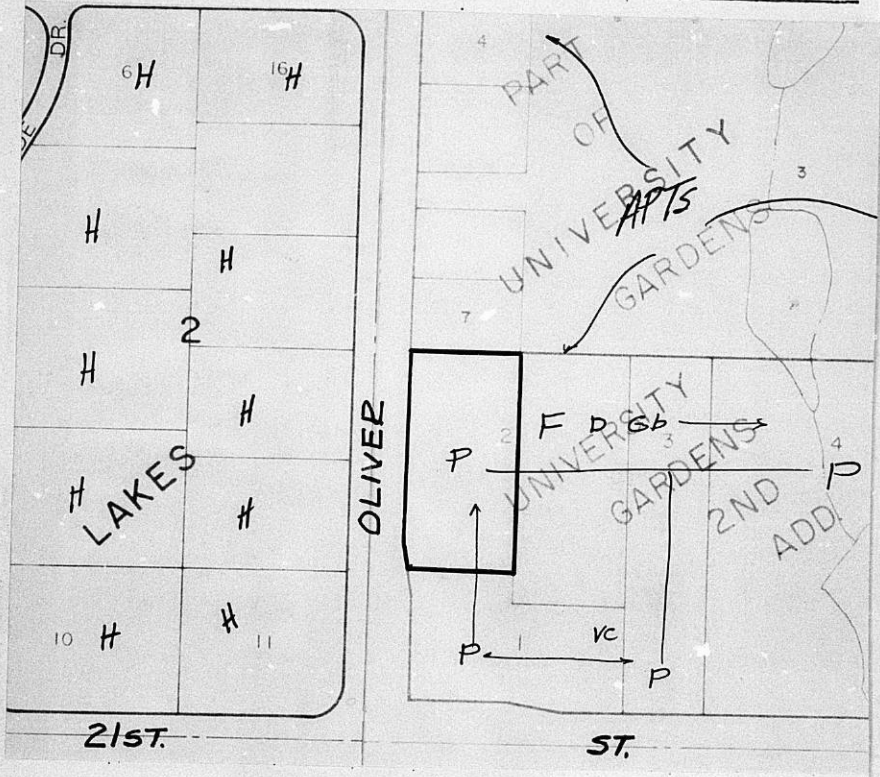 DR.
DE
6 H
16 H
H
H
2
H
H
H
H
LAKES
10 H
H 11
OLIVER
4
PART
OF
UNIVERSITY
GARDENS
APTS
3
7
2
F D Gb
3
4
P
P
UNIVERSITY
GARDENS
2ND
ADD.
P
1
VC
P
21ST.
ST.